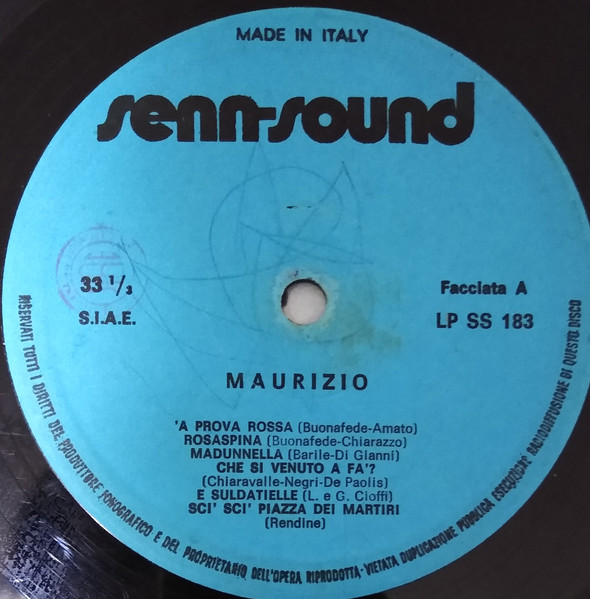 MADE IN ITALY
senn-sound
33 1/3
S.I.A.E.
Facciata A
LP SS 183
MAURIZIO
'A PROVA ROSSA (Buonafede-Amato)
ROSASPINA (Buonafede-Chiarazzo)
MADUNNELLA (Barile-Di Gianni)
CHE SI VENUTO A FA'?
(Chiaravalle-Negri-De Paolis)
E SULDATIELLE (L. e G. Cioffi)
SCI' SCI' PIAZZA DEI MARTIRI
(Rendine)
RISERVATI TUTTI I DIRITTI DEL PRODUTTORE FONOGRAFICO E DEL PROPRIETARIO DELL'OPERA RIPRODOTTA - VIETATA DUPLICAZIONE PUBBLICA ESECUZIONE RADIODIFFUSIONE DI QUESTO DISCO